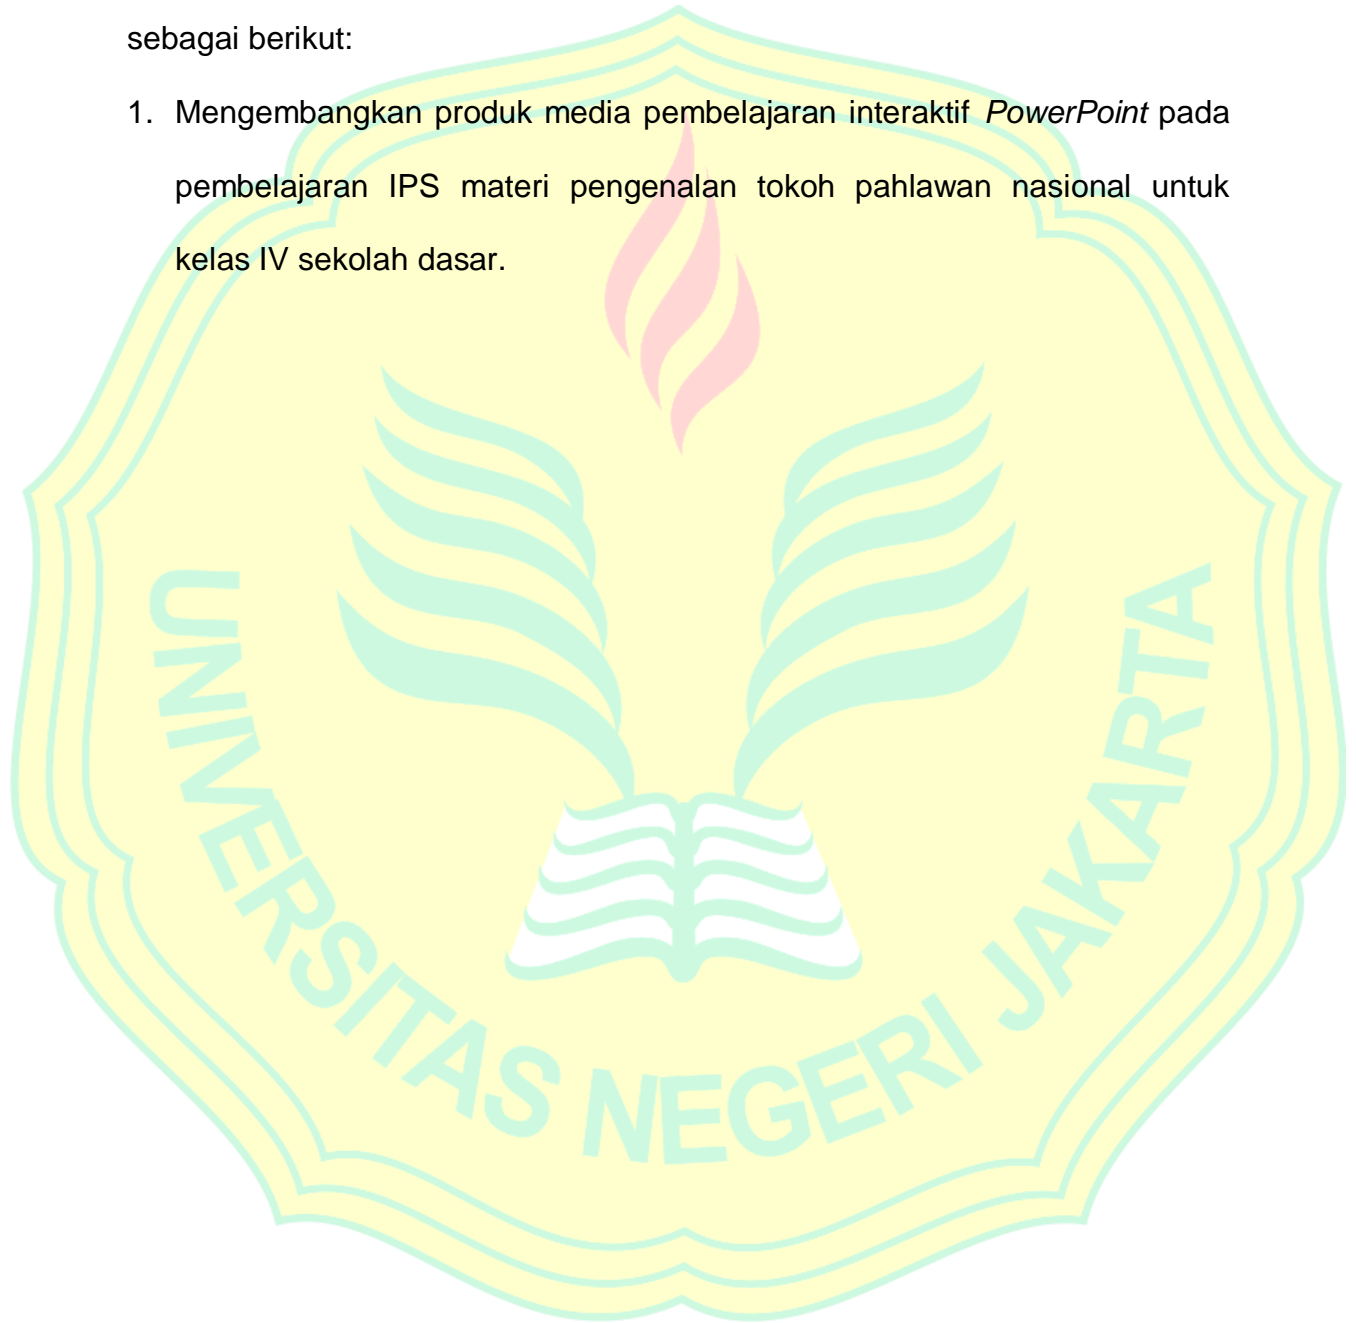 sebagai berikut:
1. Mengembangkan produk media pembelajaran interaktif PowerPoint pada
pembelajaran IPS materi pengenalan tokoh pahlawan nasional untuk
kelas IV sekolah dasar.
UNIVERSITAS NEGERI JAKARTA